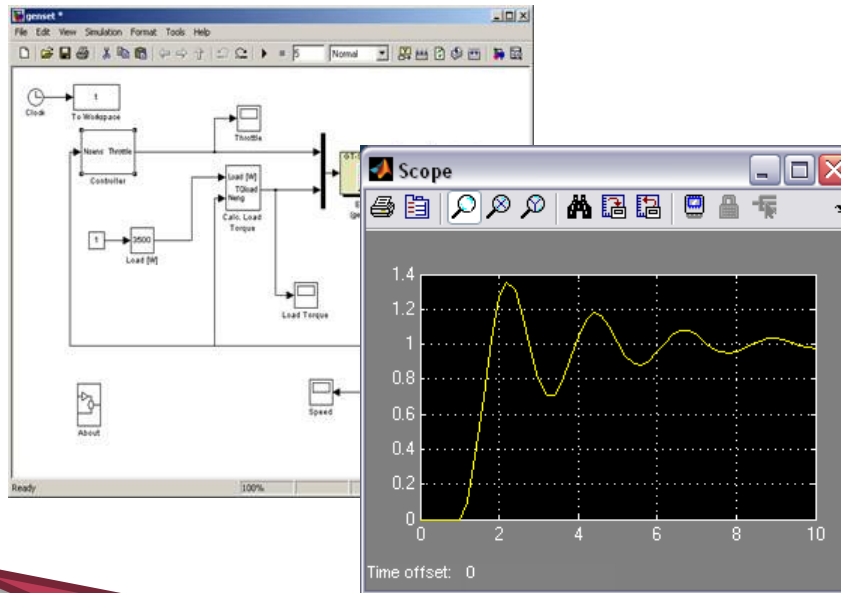 genset *
File Edit View Simulation Format Tools Help
5 Normal
1
Clock To Workspace
Throttle
Nsens Throttle
Controller
Load [W]
TQload
Neng
Calc. Load
Torque
1
3500
Load [W]
Load Torque
Speed
About
Ready 100%
Scope
1.4
1.2
1
0.8
0.6
0.4
0.2
0
0 2 4 6 8 10
Time offset: 0